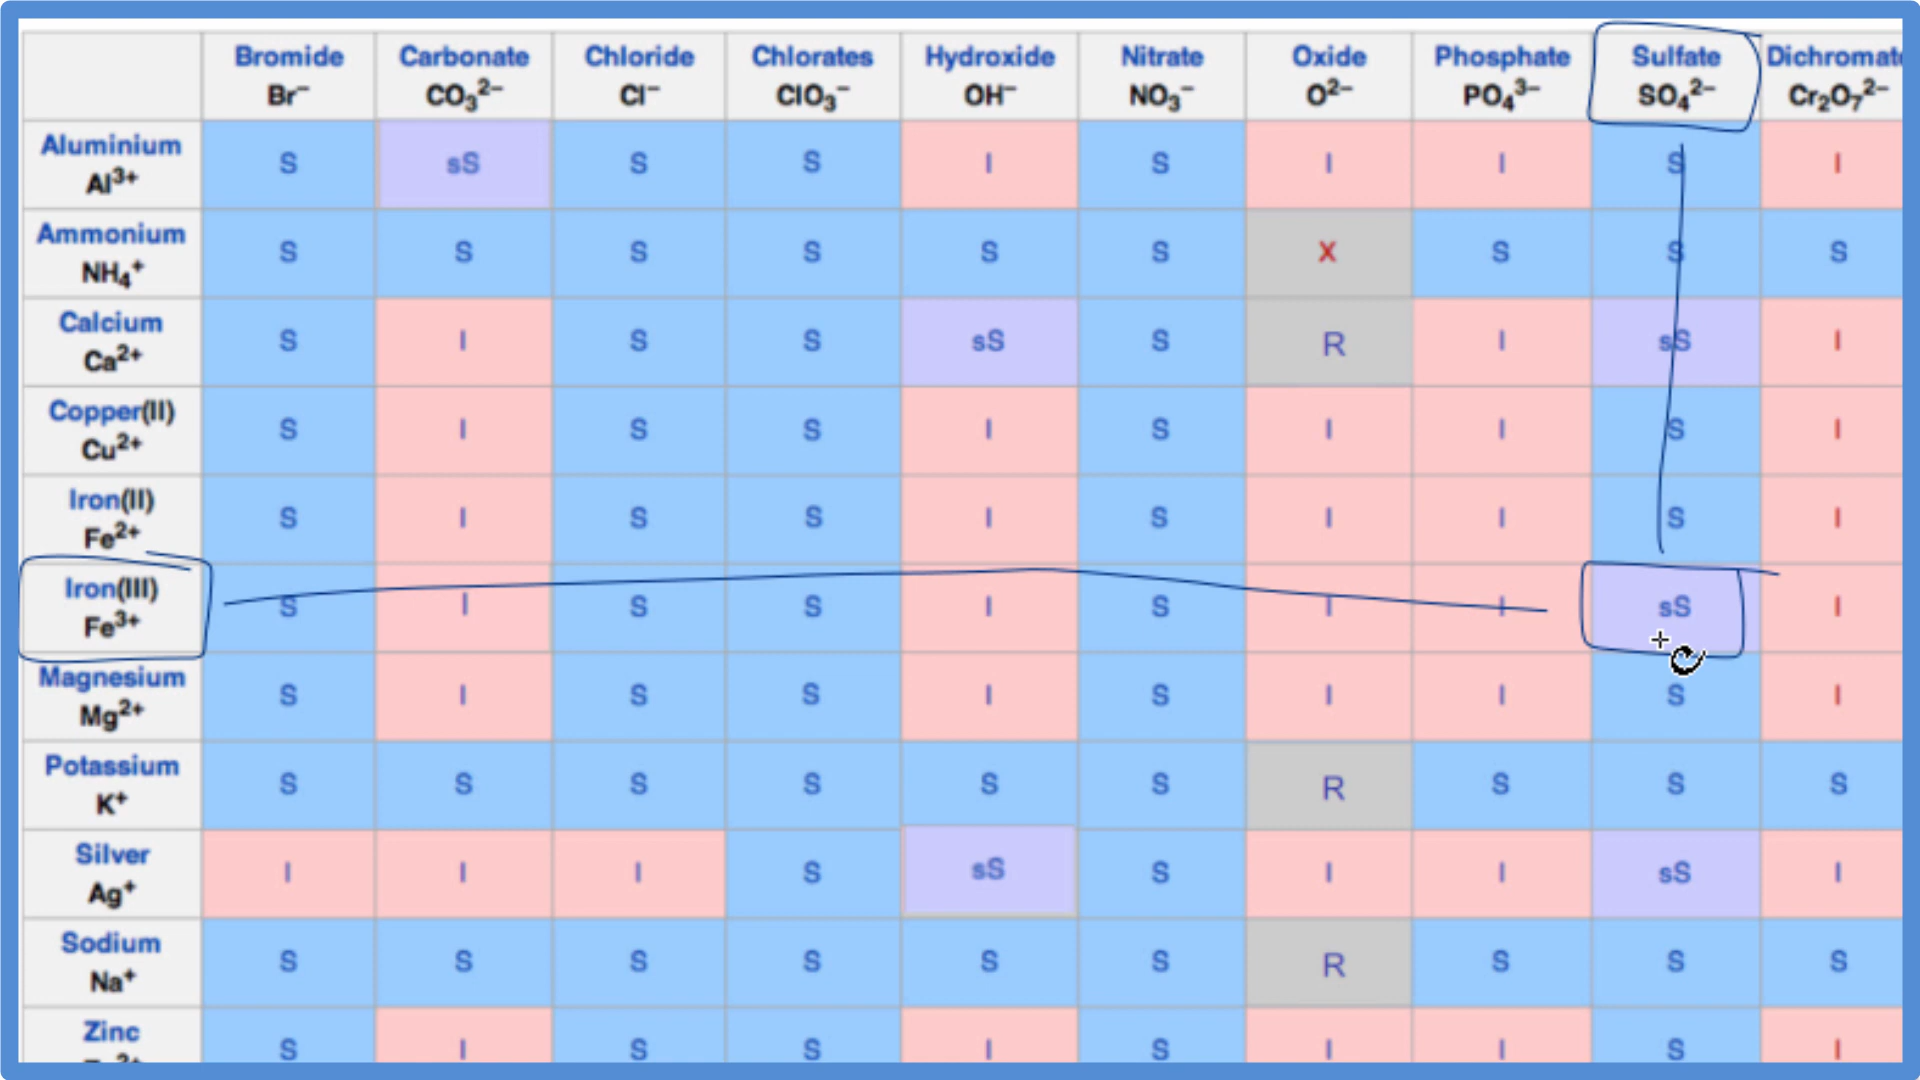 Bromide Carbonate Chloride Chlorates Hydroxide Nitrate Oxide Phosphate Sulfate Dichromate
Br⁻ CO₃²⁻ Cl⁻ ClO₃⁻ OH⁻ NO₃⁻ O²⁻ PO₄³⁻ SO₄²⁻ Cr₂O₇²⁻
Aluminium
Al³⁺ S sS S S I S I I S I
Ammonium
NH₄⁺ S S S S S S X S S S
Calcium
Ca²⁺ S I S S sS S R I sS I
Copper(II)
Cu²⁺ S I S S I S I I S I
Iron(II)
Fe²⁺ S I S S I S I I S I
Iron(III)
Fe³⁺ S I S S I S I I sS I
Magnesium
Mg²⁺ S I S S I S I I S I
Potassium
K⁺ S S S S S S R S S S
Silver
Ag⁺ I I I S sS S I I sS I
Sodium
Na⁺ S S S S S S R S S S
Zinc
S I S S I S I I S I